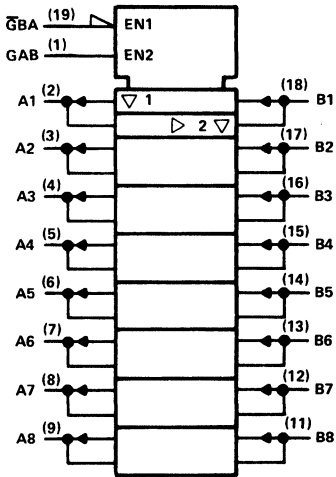 G̅BA (19) EN1
GAB (1) EN2
A1 (2) ▽ 1 (18) B1
▷ 2 ▽
A2 (3) (17) B2
A3 (4) (16) B3
A4 (5) (15) B4
A5 (6) (14) B5
A6 (7) (13) B6
A7 (8) (12) B7
A8 (9) (11) B8